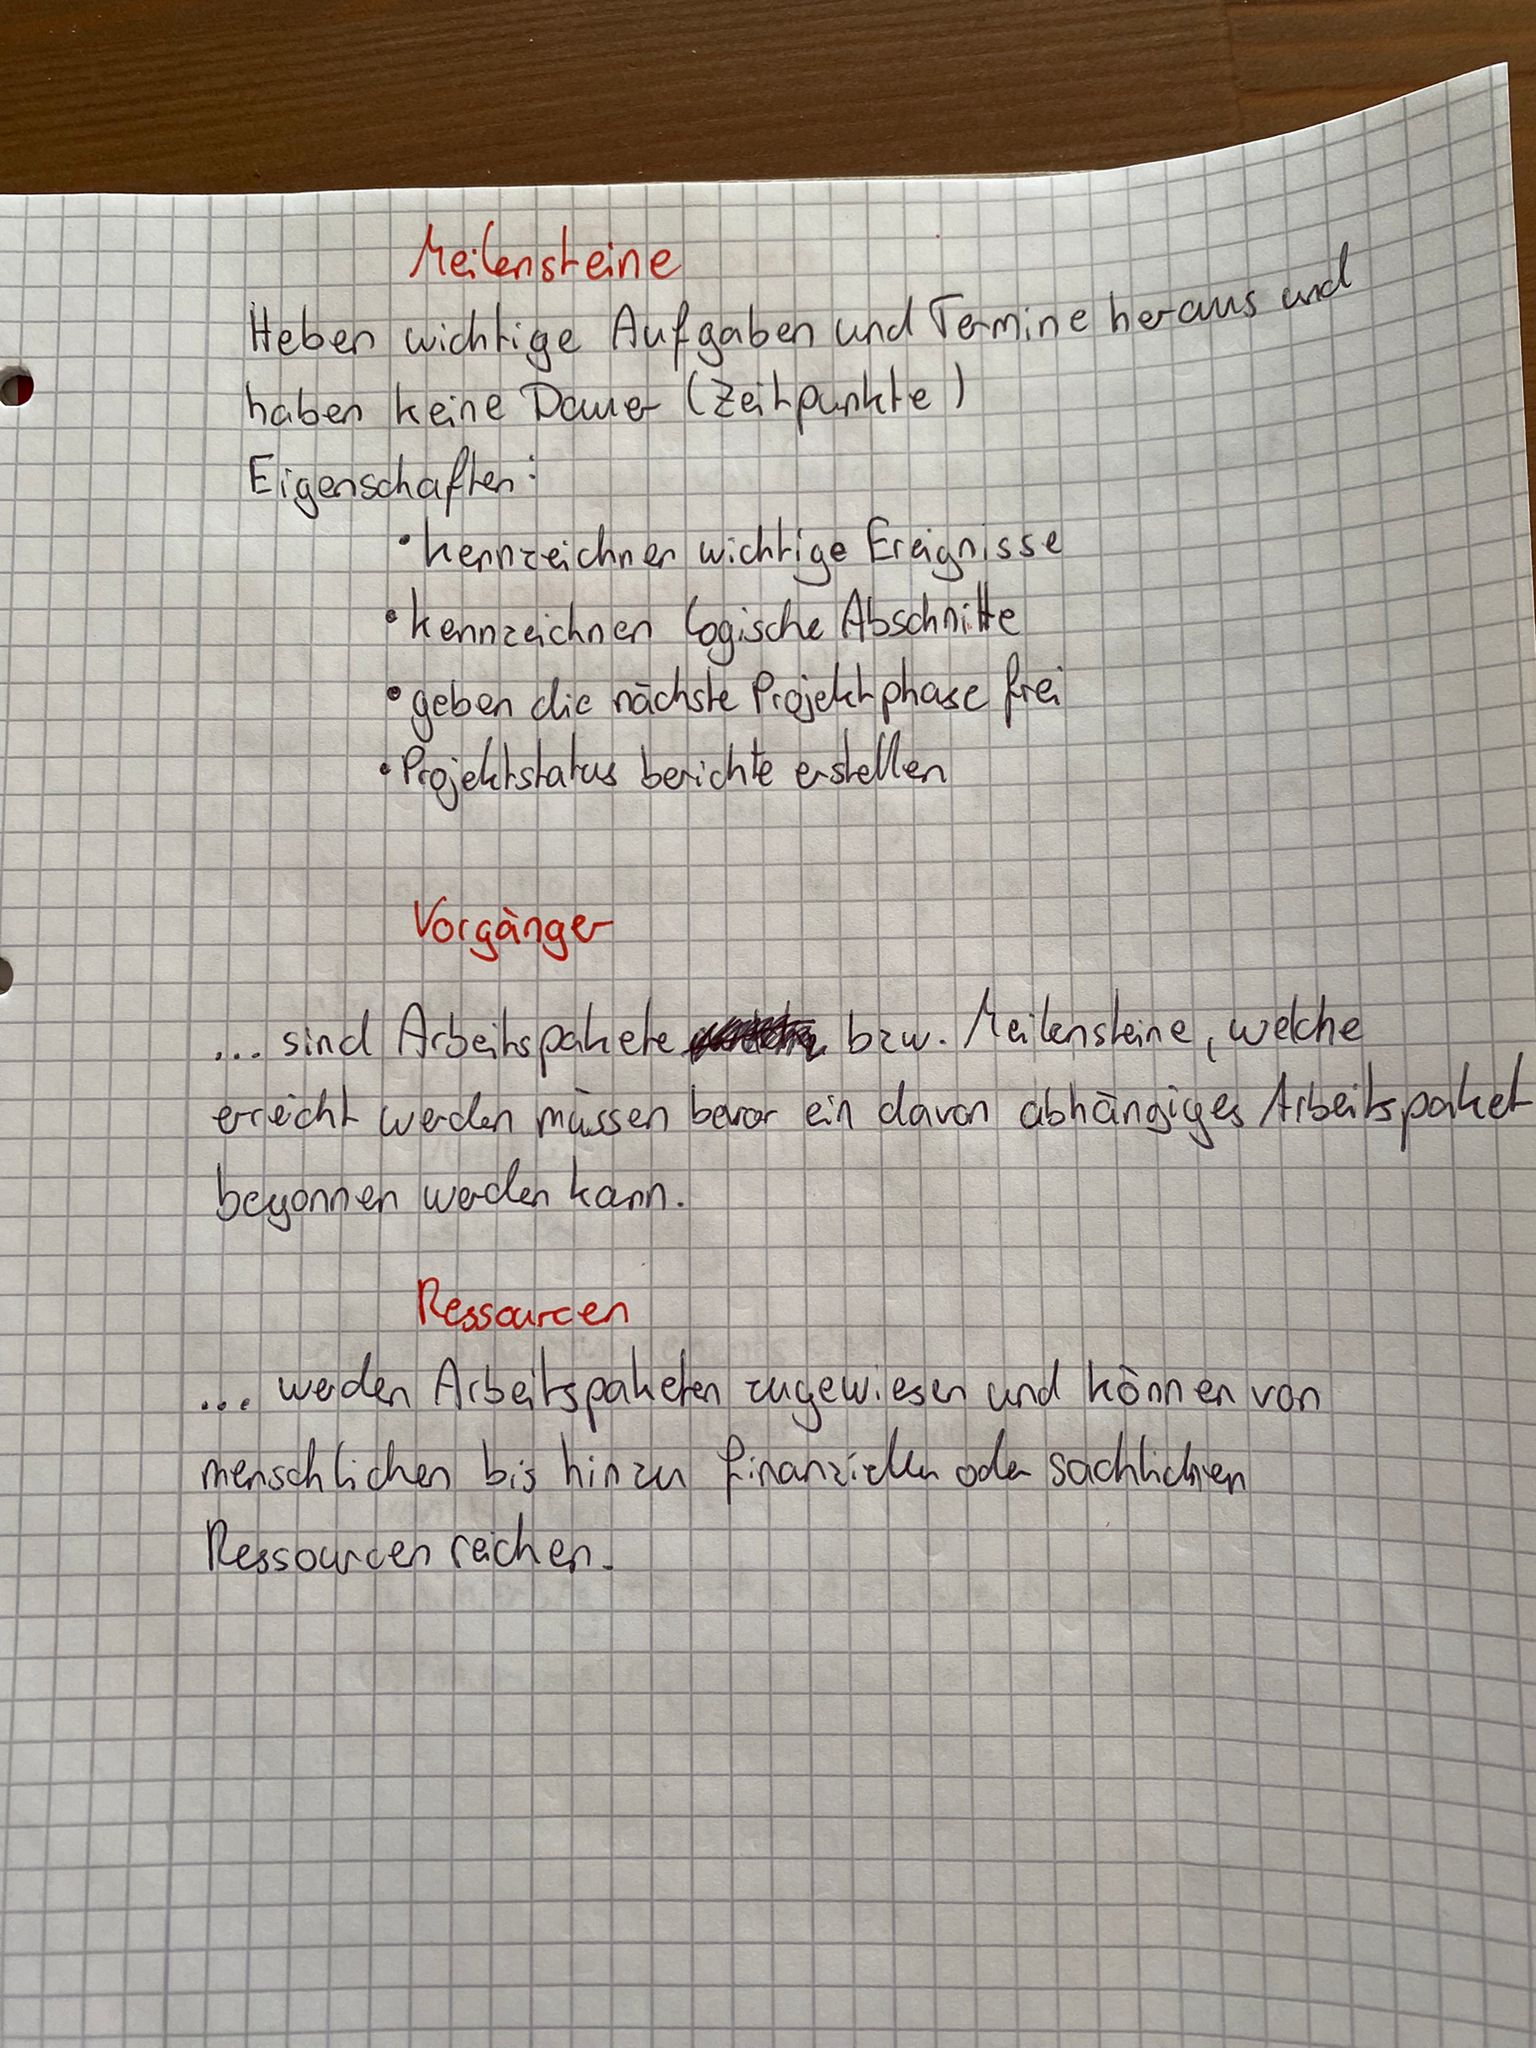 Meilensteine
Heben wichtige Aufgaben und Termine heraus und
haben keine Dauer (Zeitpunkte)
Eigenschaften:
• kennzeichnen wichtige Ereignisse
• kennzeichnen logische Abschnitte
• geben die nächste Projektphase frei
• Projektstatus berichte erstellen
Vorgänger
... sind Arbeitspakete bzw. Meilensteine, welche
erreicht werden müssen bevor ein davon abhängiges Arbeitspaket
begonnen werden kann.
Ressourcen
... werden Arbeitspaketen zugewiesen und können von
menschlichen bis hinzu finanziellen oder sachlichen
Ressourcen reichen.